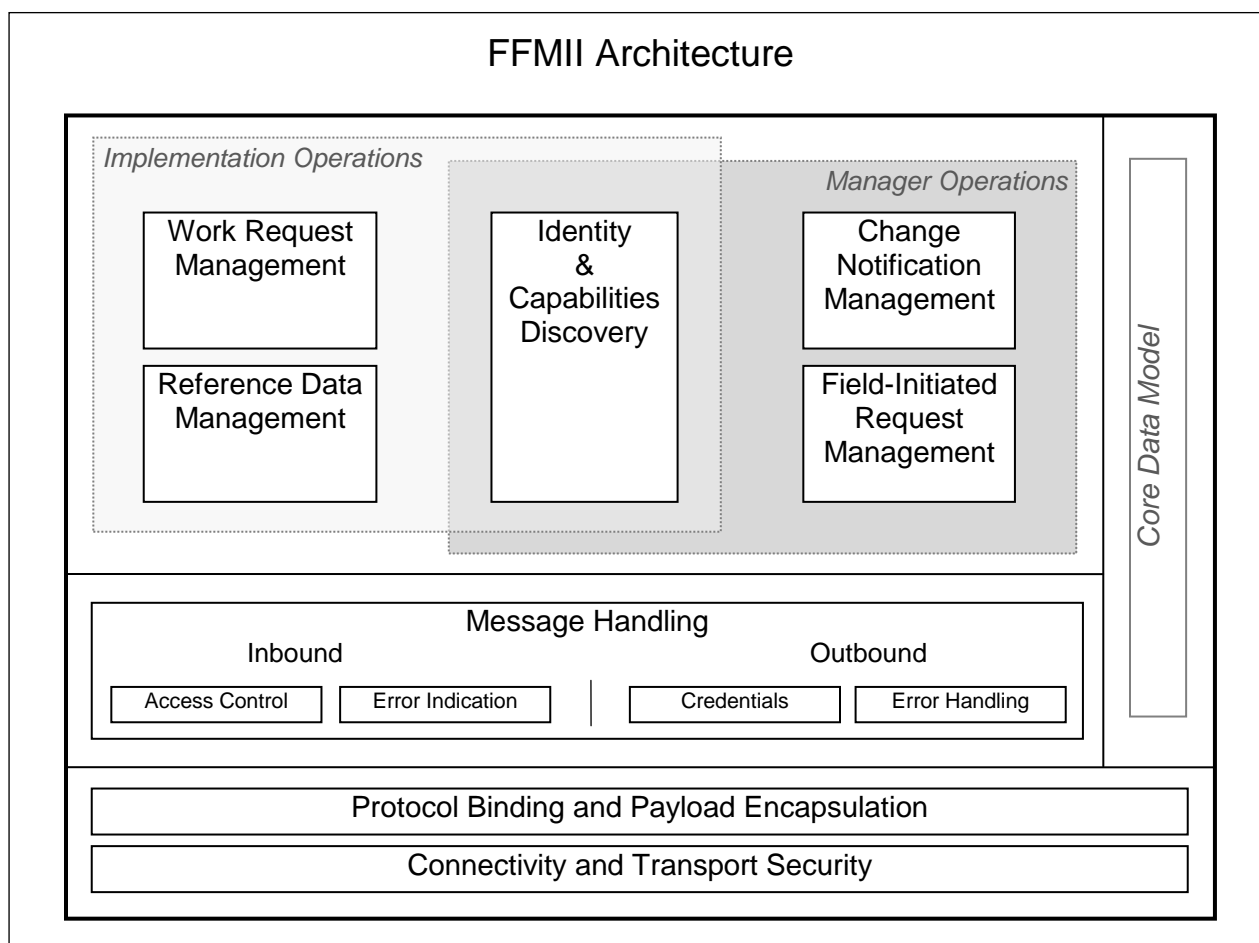 FFMII Architecture
Implementation Operations
Manager Operations
Work Request
Management
Identity
&
Capabilities
Discovery
Change
Notification
Management
Reference Data
Management
Field-Initiated
Request
Management
Core Data Model
Message Handling
Inbound
Outbound
Access Control
Error Indication
Credentials
Error Handling
Protocol Binding and Payload Encapsulation
Connectivity and Transport Security